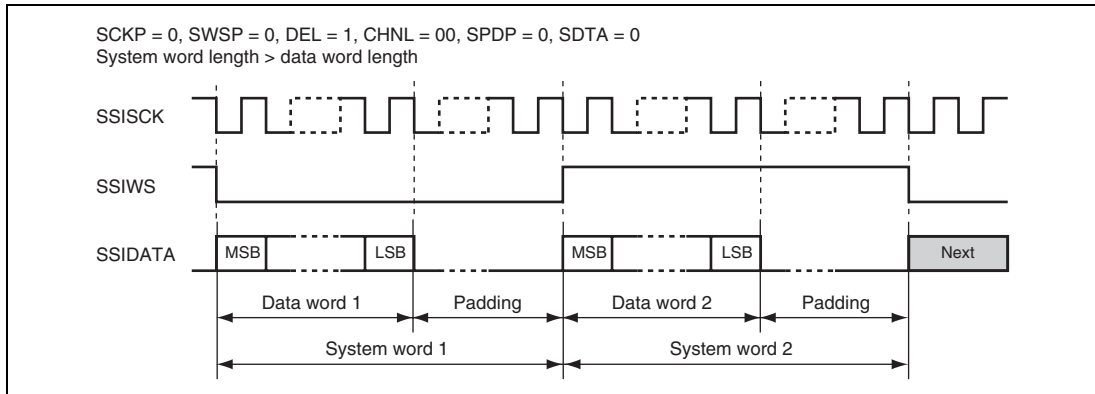 SCKP = 0, SWSP = 0, DEL = 1, CHNL = 00, SPDP = 0, SDTA = 0
System word length > data word length
SSISCK
SSIWS
SSIDATA
MSB
LSB
MSB
LSB
Next
Data word 1
Padding
Data word 2
Padding
System word 1
System word 2